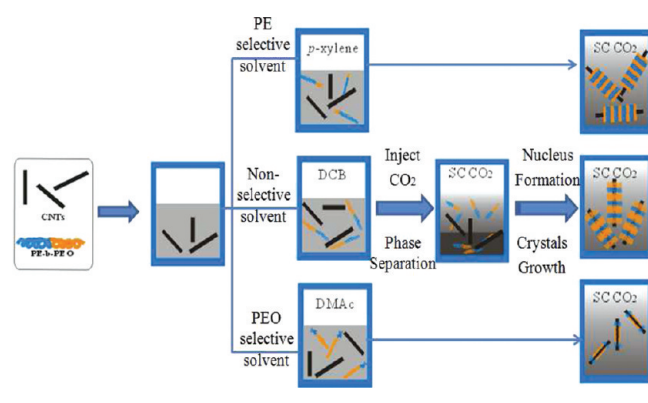 PE
selective
solvent
p-xylene
SC CO2
CNTs
PE-b-PEO
Non-
selective
solvent
DCB
Inject
CO2
Phase
Separation
SC CO2
Nucleus
Formation
Crystals
Growth
SC CO2
PEO
selective
solvent
DMAc
SC CO2